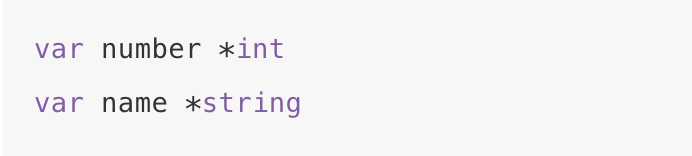 var number *int
var name *string